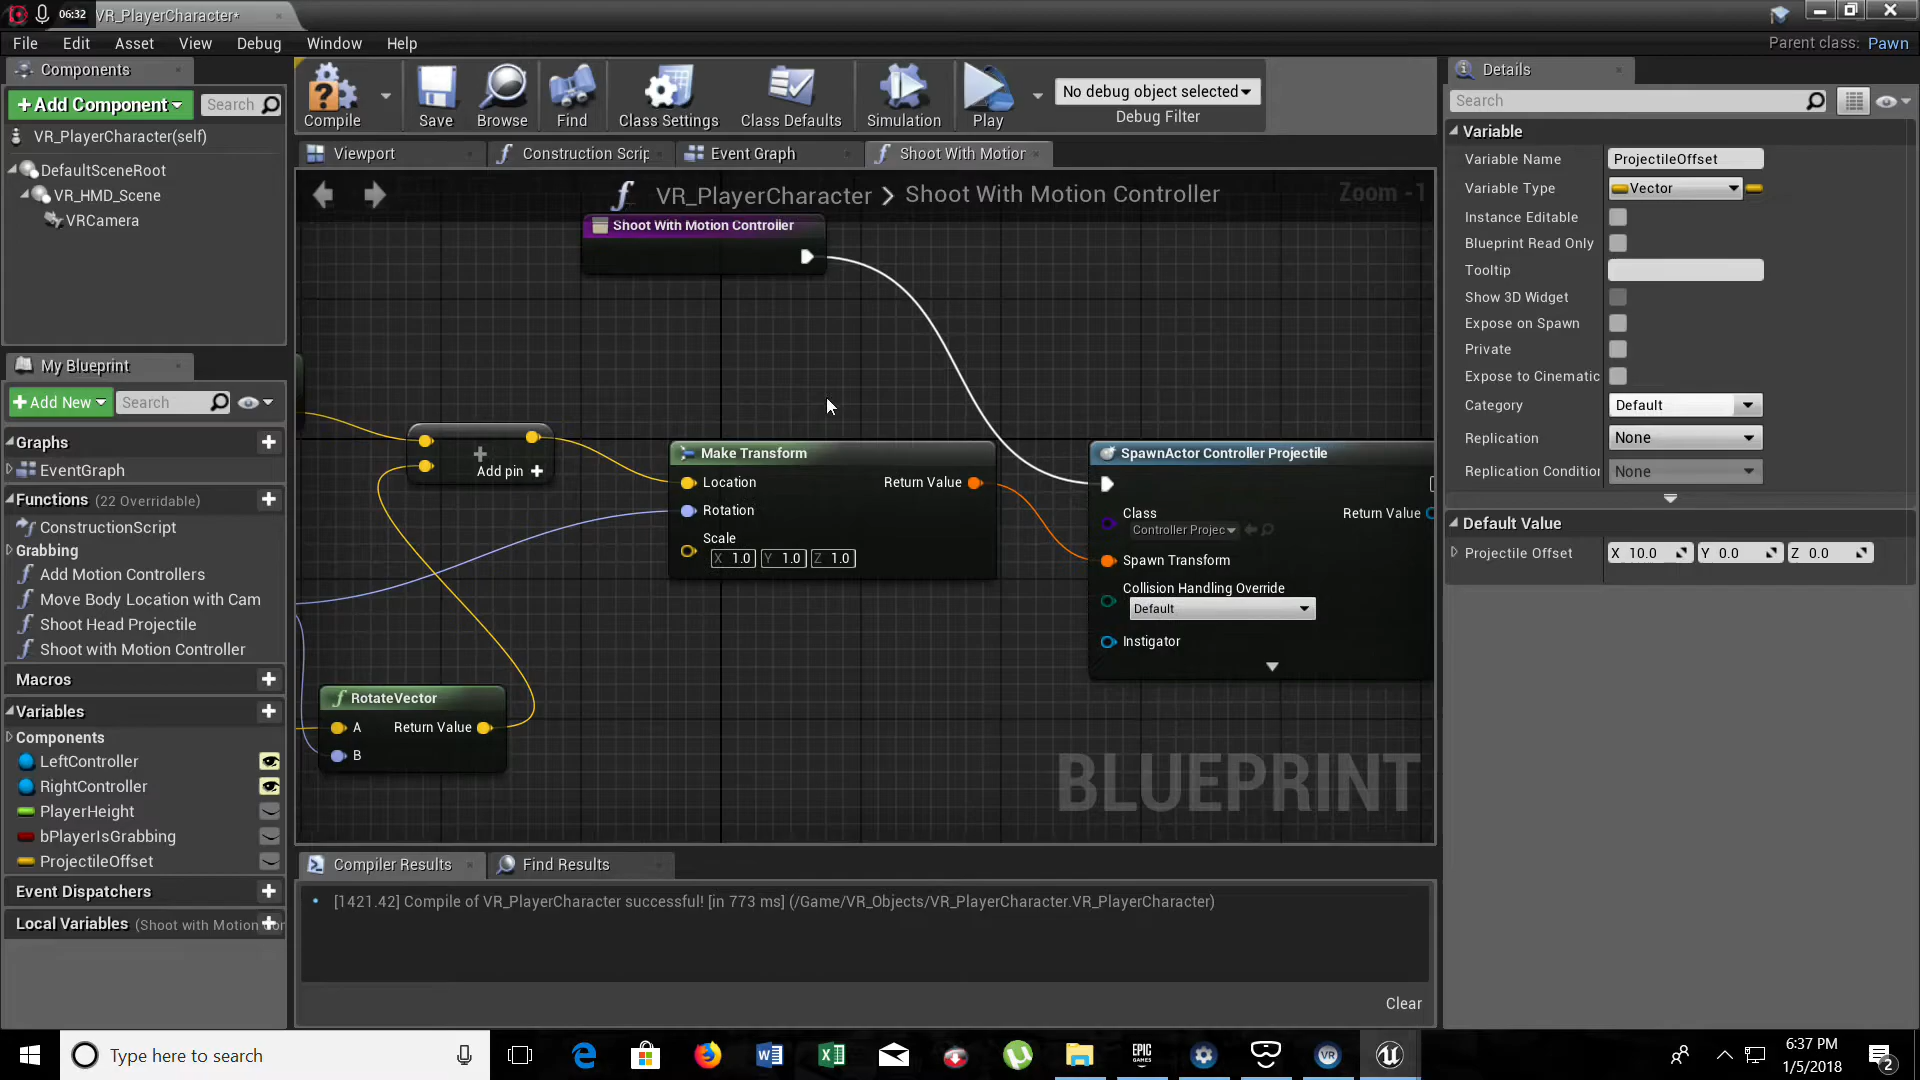 06:32
VR_PlayerCharacter*
File Edit Asset View Debug Window Help
Parent class: Pawn
Components
+Add Component
Search
VR_PlayerCharacter(self)
DefaultSceneRoot
VR_HMD_Scene
VRCamera
My Blueprint
+Add New
Search
Graphs
EventGraph
Functions (22 Overridable)
ConstructionScript
Grabbing
Add Motion Controllers
Move Body Location with Cam
Shoot Head Projectile
Shoot with Motion Controller
Macros
Variables
Components
LeftController
RightController
PlayerHeight
bPlayerIsGrabbing
ProjectileOffset
Event Dispatchers
Local Variables (Shoot with Motion
Compile
Save
Browse
Find
Class Settings
Class Defaults
Simulation
Play
No debug object selected
Debug Filter
Viewport
Construction Scrip
Event Graph
Shoot With Motior
VR_PlayerCharacter > Shoot With Motion Controller
Zoom -1
Shoot With Motion Controller
Add pin
Make Transform
Location
Return Value
Rotation
Scale
X 1.0 Y 1.0 Z 1.0
SpawnActor Controller Projectile
Class
Controller Projec
Return Value
Spawn Transform
Collision Handling Override
Default
Instigator
RotateVector
A
Return Value
B
BLUEPRINT
Compiler Results
Find Results
[1421.42] Compile of VR_PlayerCharacter successful! [in 773 ms] (/Game/VR_Objects/VR_PlayerCharacter.VR_PlayerCharacter)
Clear
Details
Search
Variable
Variable Name ProjectileOffset
Variable Type Vector
Instance Editable
Blueprint Read Only
Tooltip
Show 3D Widget
Expose on Spawn
Private
Expose to Cinematic
Category Default
Replication None
Replication Conditior None
Default Value
Projectile Offset X 10.0 Y 0.0 Z 0.0
Type here to search
EPIC
GAMES
VR
6:37 PM
1/5/2018
2